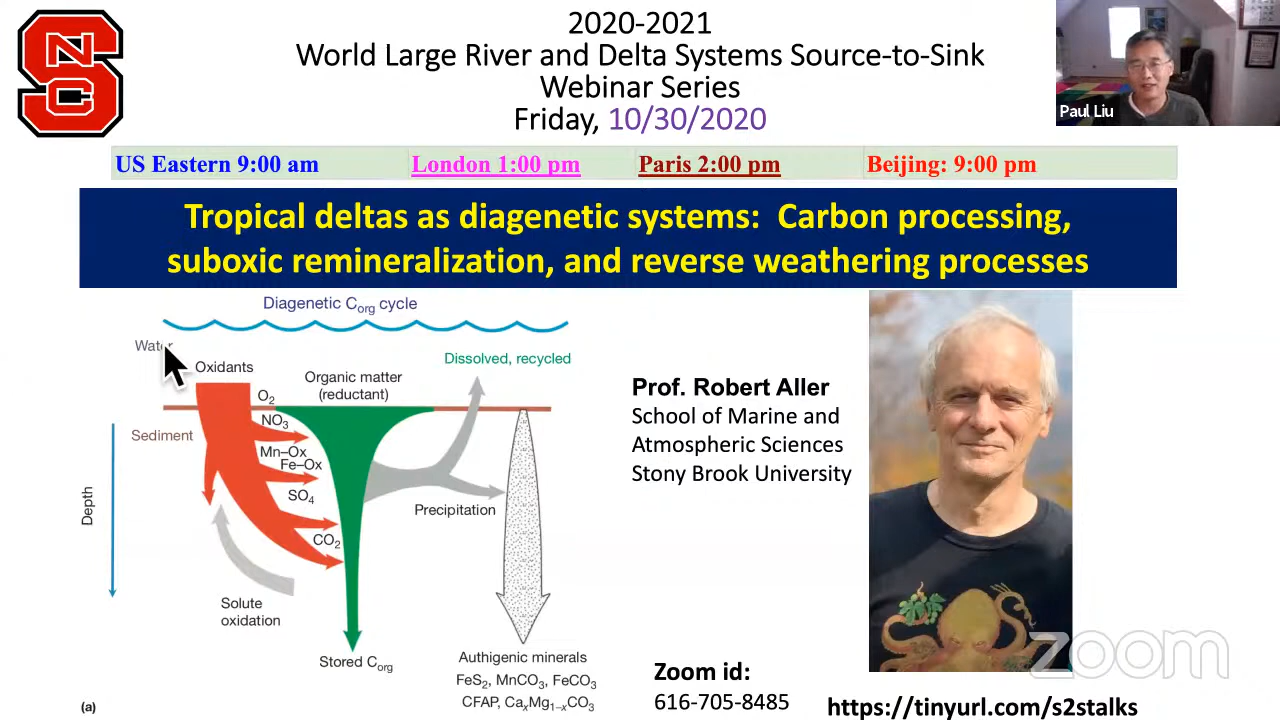 NC
2020-2021
World Large River and Delta Systems Source-to-Sink
Webinar Series
Friday, 10/30/2020
Paul Liu
US Eastern 9:00 am London 1:00 pm Paris 2:00 pm Beijing: 9:00 pm
Tropical deltas as diagenetic systems: Carbon processing,
suboxic remineralization, and reverse weathering processes
Diagenetic Corg cycle
Water
Oxidants
O2
Organic matter
(reductant)
Dissolved, recycled
NO3
Sediment
Mn–Ox
Fe–Ox
SO4
Depth
Precipitation
CO2
Solute
oxidation
Stored Corg
Authigenic minerals
FeS2, MnCO3, FeCO3
CFAP, CaxMg1–xCO3
(a)
Prof. Robert Aller
School of Marine and
Atmospheric Sciences
Stony Brook University
Zoom id:
616-705-8485
https://tinyurl.com/s2stalks
zoom